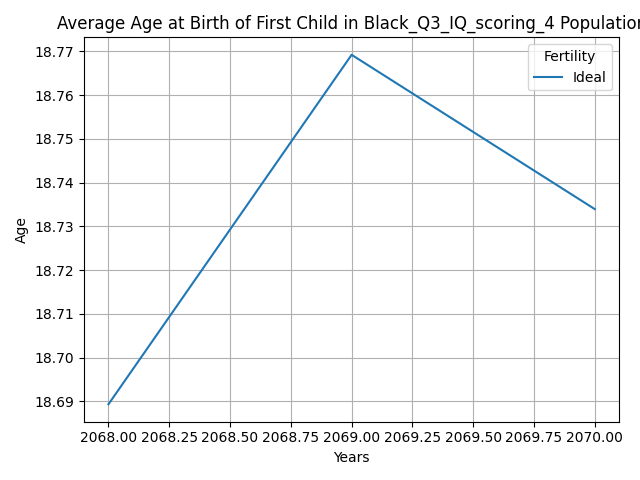 Average Age at Birth of First Child in Black_Q3_IQ_scoring_4 Population
Fertility
Ideal
Age
18.77
18.76
18.75
18.74
18.73
18.72
18.71
18.70
18.69
2068.00 2068.25 2068.50 2068.75 2069.00 2069.25 2069.50 2069.75 2070.00
Years